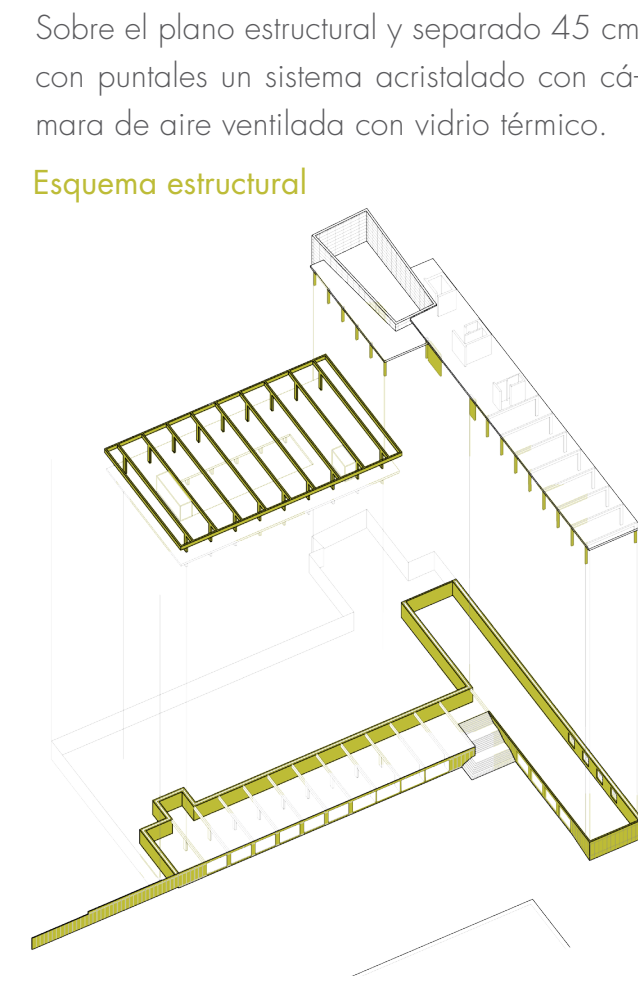 Sobre el plano estructural y separado 45 cm
con puntales un sistema acristalado con cá-
mara de aire ventilada con vidrio térmico.
Esquema estructural